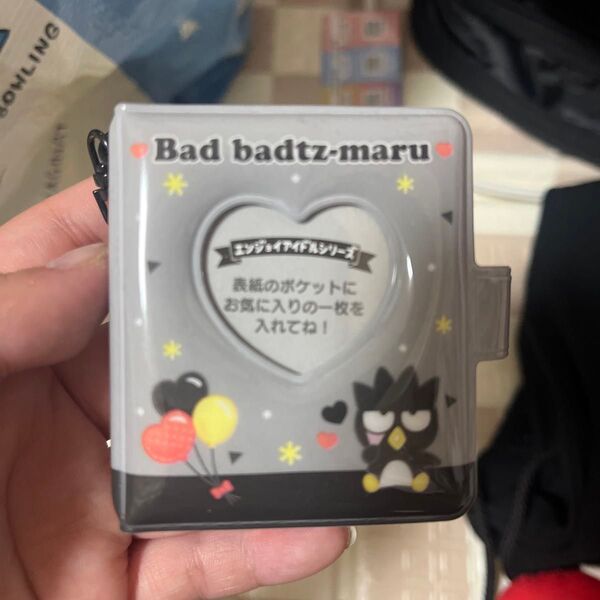 BOWLING
Bad badtz-maru
エンジョイアイドルシリーズ
表紙のポケットに
お気に入りの一枚を
入れてね！